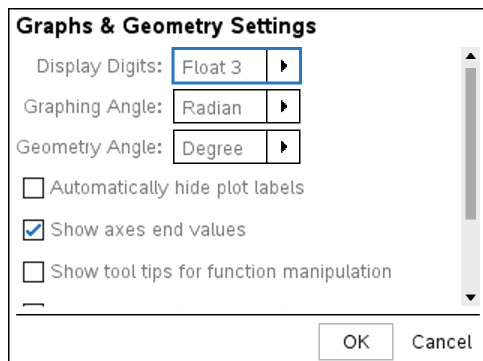 Graphs & Geometry Settings
Display Digits: Float 3
Graphing Angle: Radian
Geometry Angle: Degree
Automatically hide plot labels
Show axes end values
Show tool tips for function manipulation
OK Cancel